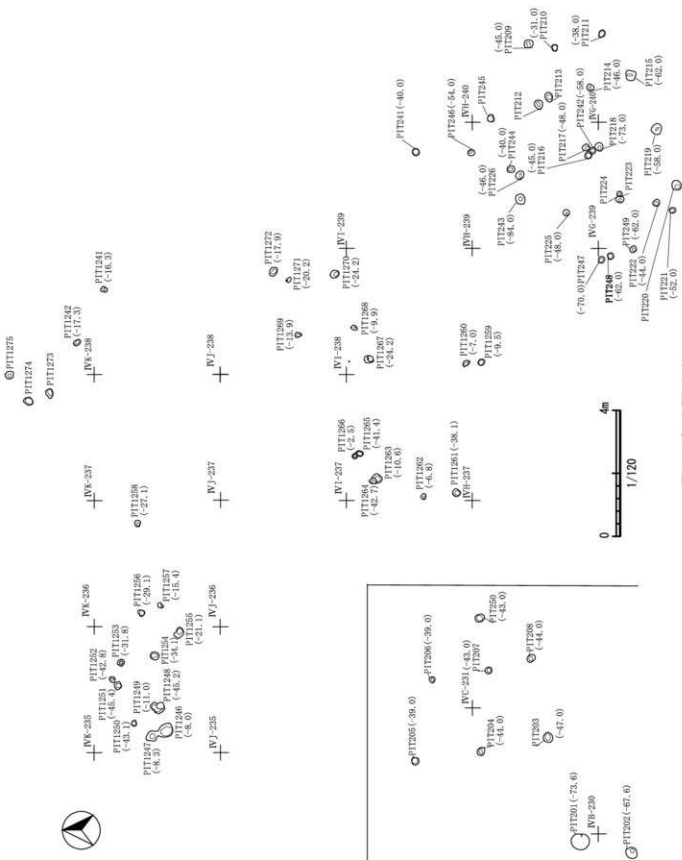 PIT1275
PIT1274
PIT1273
PIT1242
(-17.3)
PIT1241
(-16.3)
IVK-238
IVK-237
PIT1258
(-27.1)
IVK-236
PIT1256
(-29.1)
PIT1257
(-15.4)
PIT1252
(-42.8)
PIT1253
(-31.8)
PIT1251
(-45.4)
PIT1254
(-34.1)
PIT1255
(-21.1)
IVK-235
PIT1250
(-43.1)
PIT1249
(-11.0)
PIT1248
(-45.2)
PIT1247
(-8.3)
PIT1246
(-8.0)
IVJ-238
IVJ-237
IVJ-236
IVJ-235
PIT1272
(-17.9)
PIT1271
(-20.2)
IVI-239
PIT1270
(-24.2)
PIT1269
(-13.9)
IVI-238
PIT1268
(-9.9)
PIT1267
(-24.2)
IVI-237
PIT1266
(-2.5)
PIT1265
(-41.4)
PIT1264
(-42.7)
PIT1263
(-10.6)
PIT1262
(-6.8)
PIT1261(-38.1)
IVH-237
PIT1260
(-7.0)
PIT1259
(-9.5)
PIT241(-40.0)
PIT246(-54.0)
IVH-240
PIT245
IVH-239
PIT209
(-45.0)
PIT210
(-31.0)
PIT211
(-38.0)
PIT212
PIT213
PIT244
(-40.0)
PIT226
(-46.0)
PIT216
(-45.0)
PIT217(-48.0)
PIT242(-58.0)
IVG-240
PIT214
(-46.0)
PIT215
(-62.0)
PIT218
(-73.0)
PIT219
(-58.0)
PIT243
(-84.0)
PIT225
(-48.0)
PIT224
PIT223
IVG-239
PIT247
(-70.0)
PIT248
(-62.0)
PIT249
(-62.0)
PIT222
(-44.0)
PIT220
PIT221
(-52.0)
0
4m
1/120
PIT205(-39.0)
PIT206(-39.0)
IVC-231
PIT204
(-44.0)
PIT207
(-43.0)
PIT250
(-43.0)
PIT203
(-47.0)
PIT208
(-44.0)
PIT201(-73.6)
IVB-230
PIT202(-67.6)